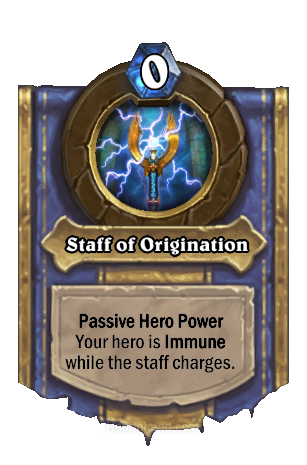 0
Staff of Origination
Passive Hero Power
Your hero is Immune
while the staff charges.